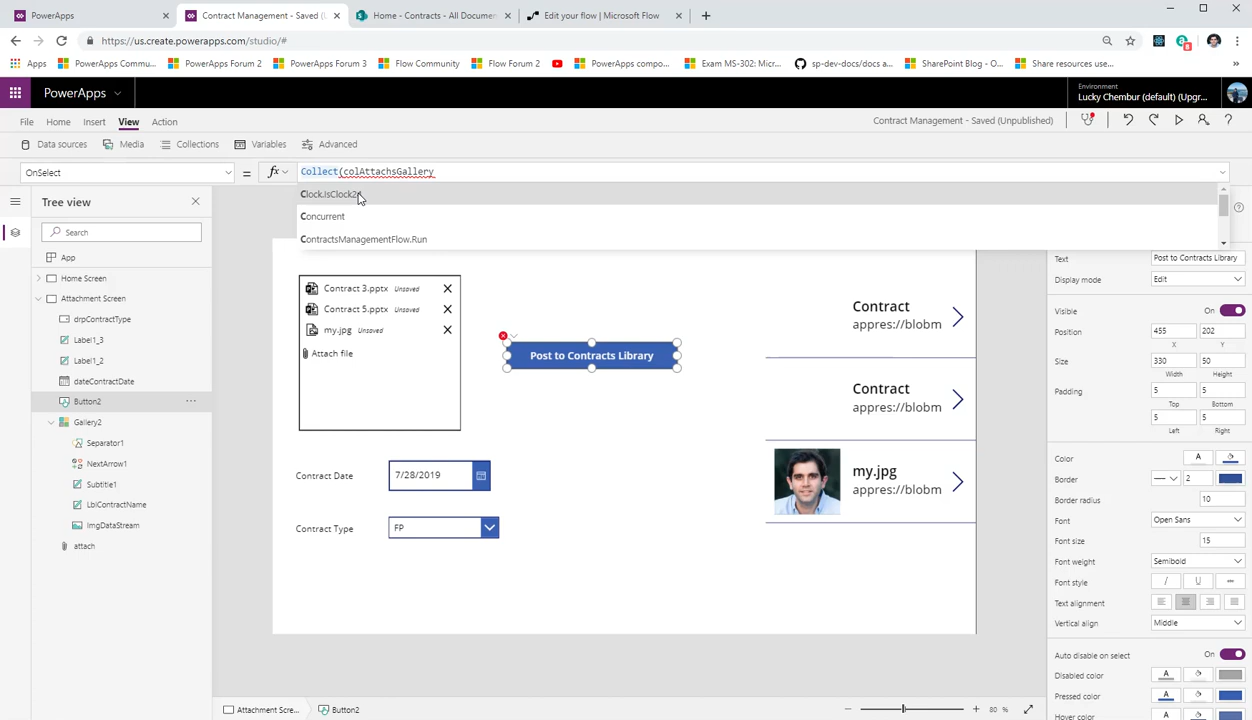 PowerApps
Contract Management - Saved (U
Home - Contracts - All Documen
Edit your flow | Microsoft Flow
https://us.create.powerapps.com/studio/#
Apps
PowerApps Commu...
PowerApps Forum 2
PowerApps Forum 3
Flow Community
Flow Forum 2
PowerApps compo...
Exam MS-302: Micr...
sp-dev-docs/docs a...
SharePoint Blog - O...
Share resources use...
PowerApps
Environment
Lucky Chembur (default) (Upgr...
File
Home
Insert
View
Action
Contract Management - Saved (Unpublished)
Data sources
Media
Collections
Variables
Advanced
OnSelect
= fx
Collect(colAttachsGallery
Clock.IsClock24
Concurrent
ContractsManagementFlow.Run
Tree view
Search
App
Home Screen
Attachment Screen
drpContractType
Label1_3
Label1_2
dateContractDate
Button2
Gallery2
Separator1
NextArrow1
Subtitle1
LblContractName
ImgDataStream
attach
Contract 3.pptx Unsaved
Contract 5.pptx Unsaved
my.jpg Unsaved
Attach file
Post to Contracts Library
Contract Date
7/28/2019
Contract Type
FP
Contract
appres://blobm
Contract
appres://blobm
my.jpg
appres://blobm
Text
Post to Contracts Library
Display mode
Edit
Visible
On
Position
455
202
X
Y
Size
330
50
Width
Height
Padding
5
5
Top
Bottom
5
5
Left
Right
Color
A
Border
2
Border radius
10
Font
Open Sans
Font size
15
Font weight
Semibold
Font style
Text alignment
Vertical align
Middle
Auto disable on select
On
Disabled color
A
Pressed color
A
Hover color
Attachment Scre...
Button2
80 %